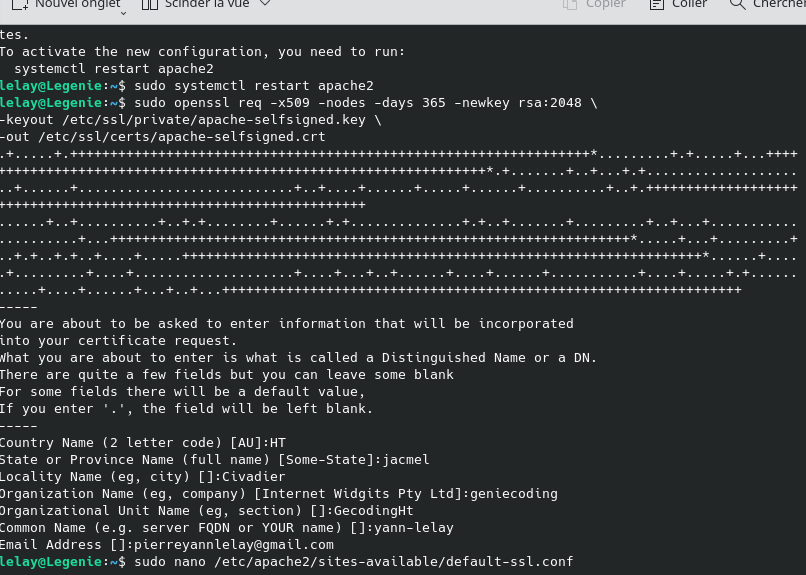 Nouvel onglet Scinder la vue Copier Coller Chercher
tes.
To activate the new configuration, you need to run:
  systemctl restart apache2
lelay@Legenie:~$ sudo systemctl restart apache2
lelay@Legenie:~$ sudo openssl req -x509 -nodes -days 365 -newkey rsa:2048 \
-keyout /etc/ssl/private/apache-selfsigned.key \
-out /etc/ssl/certs/apache-selfsigned.crt
-----
You are about to be asked to enter information that will be incorporated
into your certificate request.
What you are about to enter is what is called a Distinguished Name or a DN.
There are quite a few fields but you can leave some blank
For some fields there will be a default value,
If you enter '.', the field will be left blank.
-----
Country Name (2 letter code) [AU]:HT
State or Province Name (full name) [Some-State]:jacmel
Locality Name (eg, city) []:Civadier
Organization Name (eg, company) [Internet Widgits Pty Ltd]:geniecoding
Organizational Unit Name (eg, section) []:GecodingHt
Common Name (e.g. server FQDN or YOUR name) []:yann-lelay
Email Address []:pierreyannlelay@gmail.com
lelay@Legenie:~$ sudo nano /etc/apache2/sites-available/default-ssl.conf